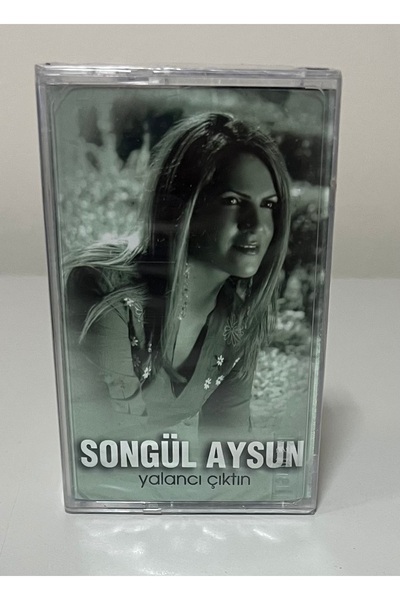 SONGÜL AYSUN
yalancı çıktın